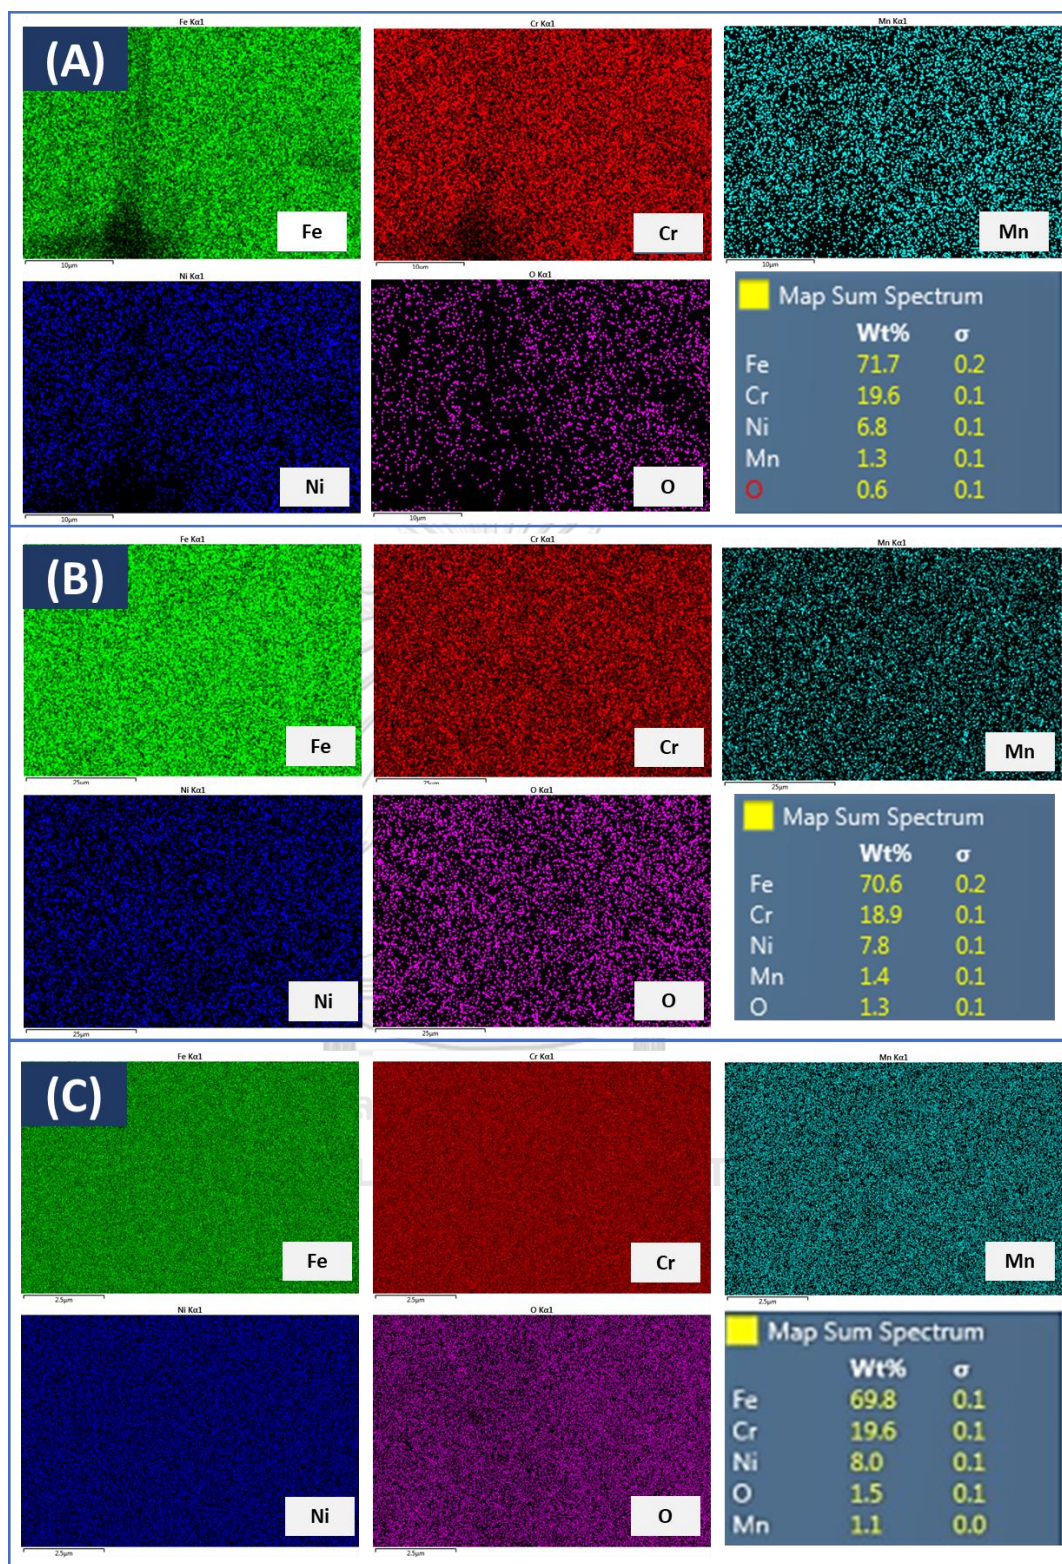 Fe Kα1
Cr Kα1
Mn Kα1
(A)
Fe
Cr
Mn
10µm
10µm
10µm
Ni Kα1
O Kα1
Map Sum Spectrum
Wt% σ
Fe 71.7 0.2
Cr 19.6 0.1
Ni 6.8 0.1
Mn 1.3 0.1
O 0.6 0.1
Ni
O
10µm
10µm
Fe Kα1
Cr Kα1
Mn Kα1
(B)
Fe
Cr
Mn
25µm
25µm
25µm
Ni Kα1
O Kα1
Map Sum Spectrum
Wt% σ
Fe 70.6 0.2
Cr 18.9 0.1
Ni 7.8 0.1
Mn 1.4 0.1
O 1.3 0.1
Ni
O
25µm
25µm
Fe Kα1
Cr Kα1
Mn Kα1
(C)
Fe
Cr
Mn
2.5µm
2.5µm
2.5µm
Ni Kα1
O Kα1
Map Sum Spectrum
Wt% σ
Fe 69.8 0.1
Cr 19.6 0.1
Ni 8.0 0.1
O 1.5 0.1
Mn 1.1 0.0
Ni
O
2.5µm
2.5µm